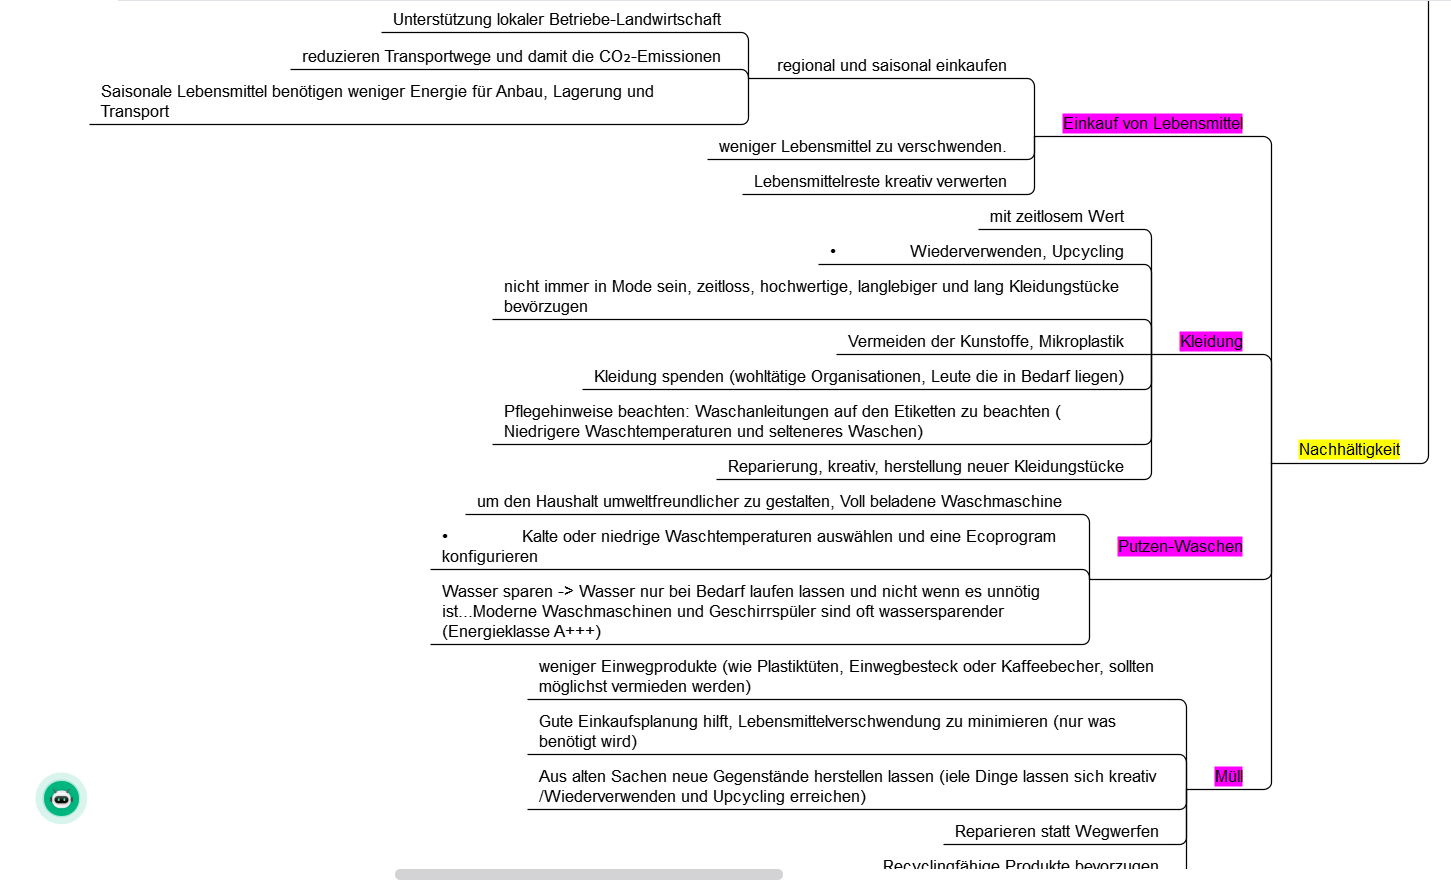 Unterstützung lokaler Betriebe-Landwirtschaft
reduzieren Transportwege und damit die CO₂-Emissionen
regional und saisonal einkaufen
Saisonale Lebensmittel benötigen weniger Energie für Anbau, Lagerung und
Transport
Einkauf von Lebensmittel
weniger Lebensmittel zu verschwenden.
Lebensmittelreste kreativ verwerten
mit zeitlosem Wert
• Wiederverwenden, Upcycling
nicht immer in Mode sein, zeitloss, hochwertige, langlebiger und lang Kleidungstücke
bevörzugen
Vermeiden der Kunstoffe, Mikroplastik
Kleidung
Kleidung spenden (wohltätige Organisationen, Leute die in Bedarf liegen)
Pflegehinweise beachten: Waschanleitungen auf den Etiketten zu beachten (
Niedrigere Waschtemperaturen und selteneres Waschen)
Nachhältigkeit
Reparierung, kreativ, herstellung neuer Kleidungstücke
um den Haushalt umweltfreundlicher zu gestalten, Voll beladene Waschmaschine
• Kalte oder niedrige Waschtemperaturen auswählen und eine Ecoprogram
konfigurieren
Putzen-Waschen
Wasser sparen -> Wasser nur bei Bedarf laufen lassen und nicht wenn es unnötig
ist...Moderne Waschmaschinen und Geschirrspüler sind oft wassersparender
(Energieklasse A+++)
weniger Einwegprodukte (wie Plastiktüten, Einwegbesteck oder Kaffeebecher, sollten
möglichst vermieden werden)
Gute Einkaufsplanung hilft, Lebensmittelverschwendung zu minimieren (nur was
benötigt wird)
Aus alten Sachen neue Gegenstände herstellen lassen (iele Dinge lassen sich kreativ
/Wiederverwenden und Upcycling erreichen)
Müll
Reparieren statt Wegwerfen
Recyclingfähige Produkte bevorzugen